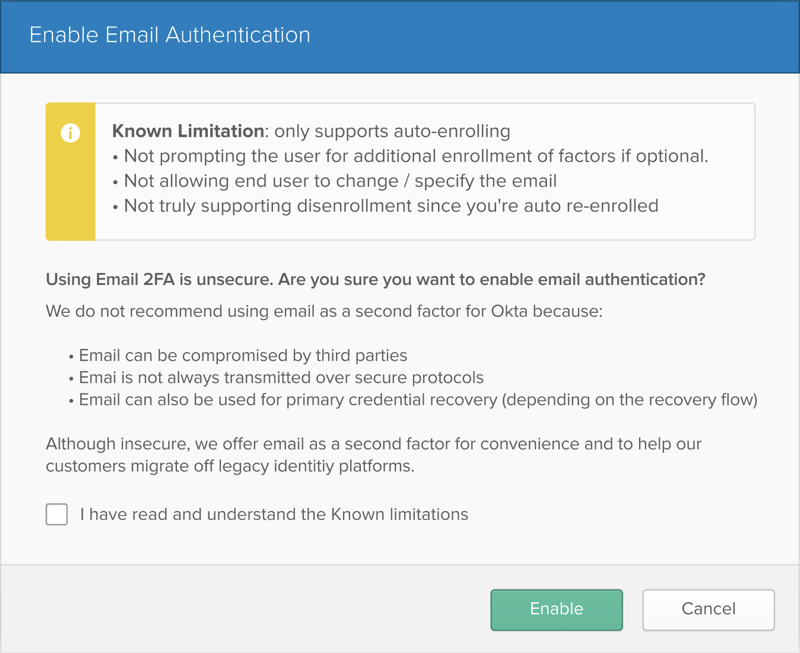 Enable Email Authentication
Known Limitation: only supports auto-enrolling
• Not prompting the user for additional enrollment of factors if optional.
• Not allowing end user to change / specify the email
• Not truly supporting disenrollment since you're auto re-enrolled
Using Email 2FA is unsecure. Are you sure you want to enable email authentication?
We do not recommend using email as a second factor for Okta because:
• Email can be compromised by third parties
• Emai is not always transmitted over secure protocols
• Email can also be used for primary credential recovery (depending on the recovery flow)
Although insecure, we offer email as a second factor for convenience and to help our
customers migrate off legacy identitiy platforms.
I have read and understand the Known limitations
Enable
Cancel